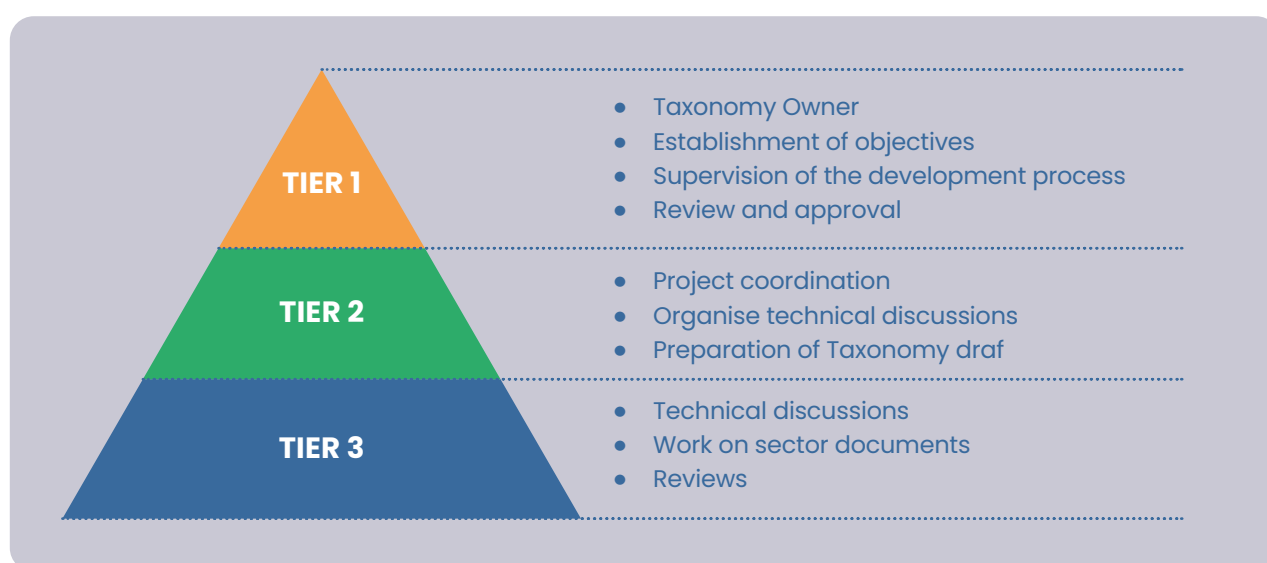 TIER 1
● Taxonomy Owner
● Establishment of objectives
● Supervision of the development process
● Review and approval
TIER 2
● Project coordination
● Organise technical discussions
● Preparation of Taxonomy draf
TIER 3
● Technical discussions
● Work on sector documents
● Reviews